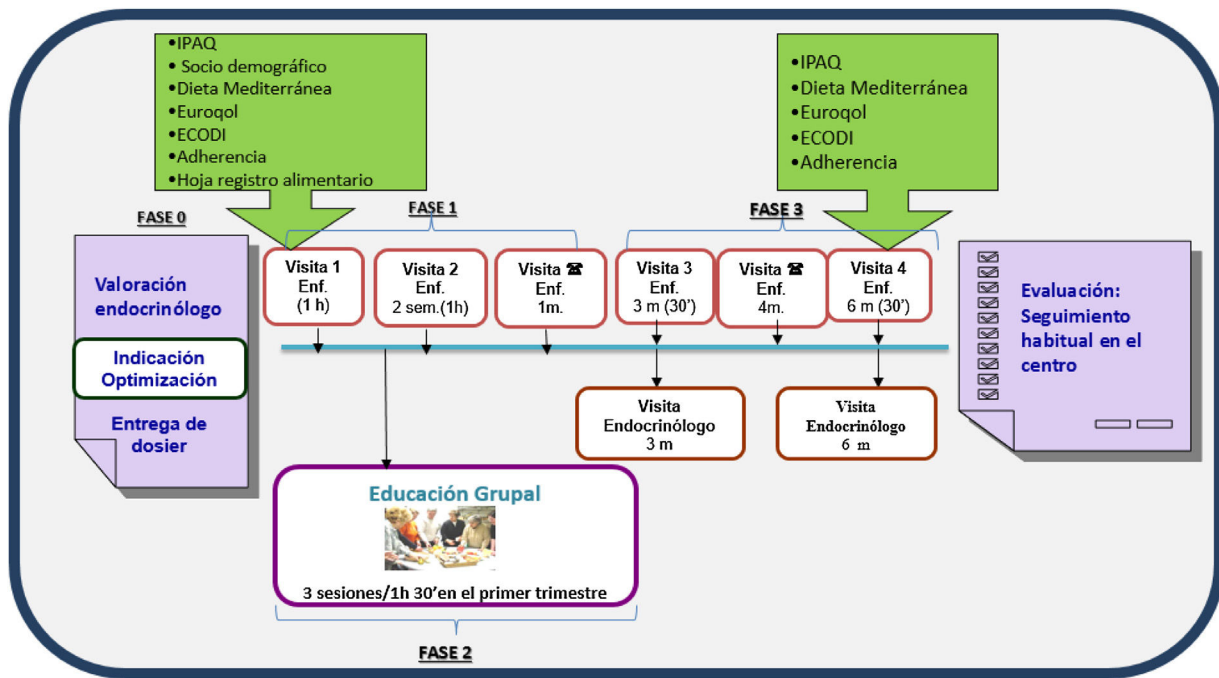 •IPAQ
• Socio demográfico
•Dieta Mediterránea
•Euroqol
•ECODI
•Adherencia
•Hoja registro alimentario
•IPAQ
•Dieta Mediterránea
•Euroqol
•ECODI
•Adherencia
FASE 0
FASE 1
FASE 3
Valoración
endocrinólogo
Indicación
Optimización
Entrega de
dosier
Visita 1
Enf.
(1 h)
Visita 2
Enf.
2 sem.(1h)
Visita ☎
Enf.
1m.
Visita 3
Enf.
3 m (30’)
Visita ☎
Enf.
4m.
Visita 4
Enf.
6 m (30’)
Evaluación:
Seguimiento
habitual en el
centro
Visita
Endocrinólogo
3 m
Visita
Endocrinólogo
6 m
Educación Grupal
3 sesiones/1h 30’en el primer trimestre
FASE 2